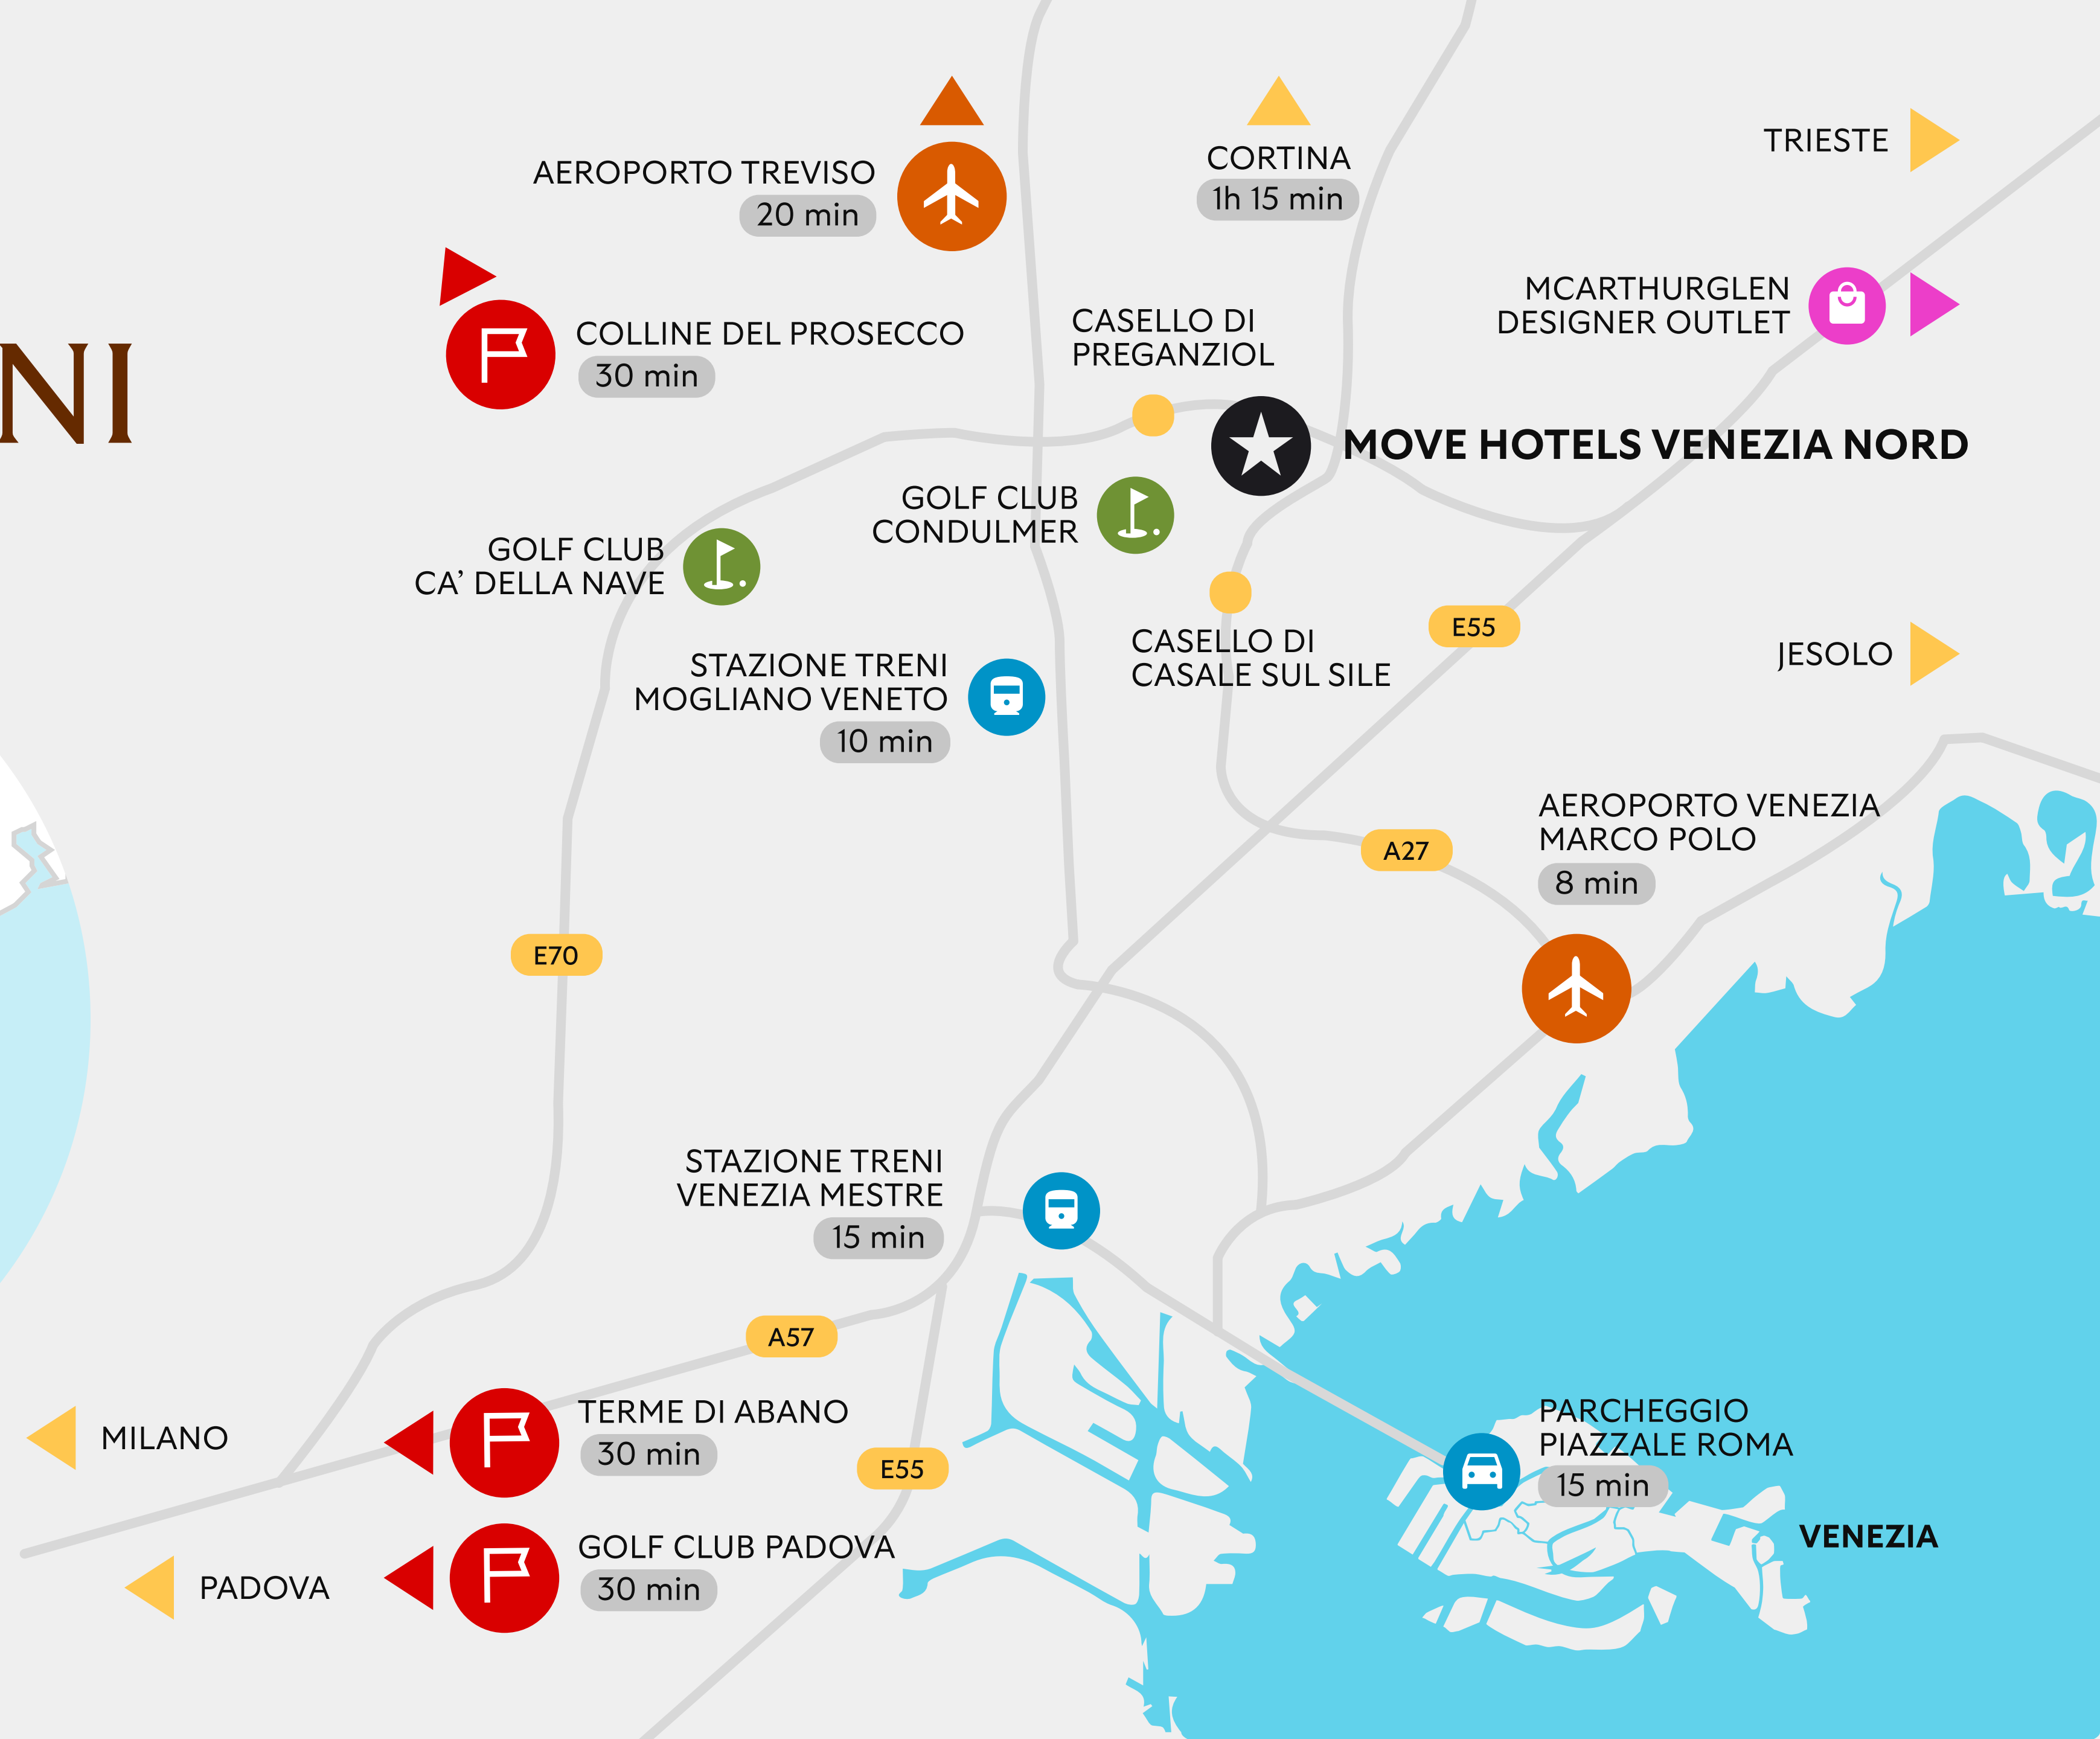 AEROPORTO TREVISO
20 min
CORTINA
1h 15 min
TRIESTE
COLLINE DEL PROSECCO
30 min
CASELLO DI
PREGANZIOL
MCARTHURGLEN
DESIGNER OUTLET
NI
MOVE HOTELS VENEZIA NORD
GOLF CLUB
CONDULMER
GOLF CLUB
CA’ DELLA NAVE
E55
CASELLO DI
CASALE SUL SILE
JESOLO
STAZIONE TRENI
MOGLIANO VENETO
10 min
AEROPORTO VENEZIA
MARCO POLO
8 min
A27
E70
STAZIONE TRENI
VENEZIA MESTRE
15 min
A57
MILANO
TERME DI ABANO
30 min
E55
PARCHEGGIO
PIAZZALE ROMA
15 min
VENEZIA
PADOVA
GOLF CLUB PADOVA
30 min